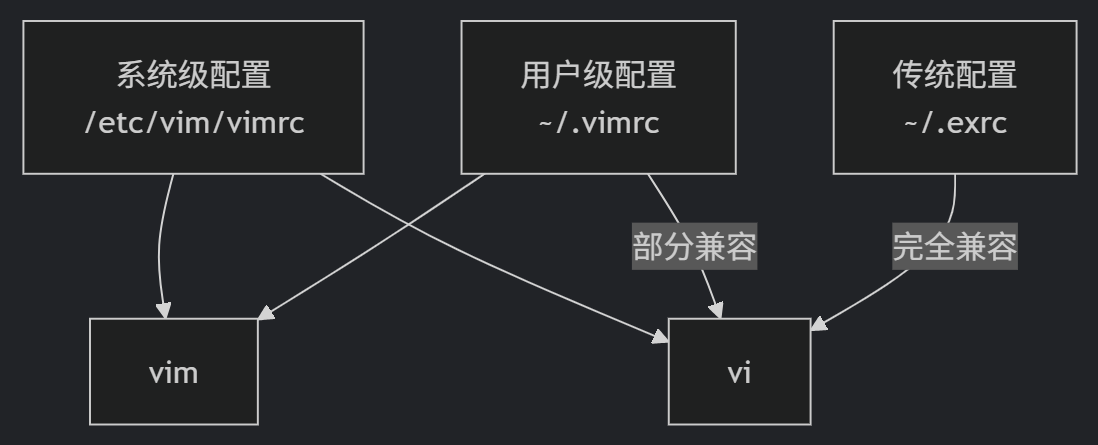 系统级配置
/etc/vim/vimrc
用户级配置
~/.vimrc
传统配置
~/.exrc
部分兼容
完全兼容
vim
vi